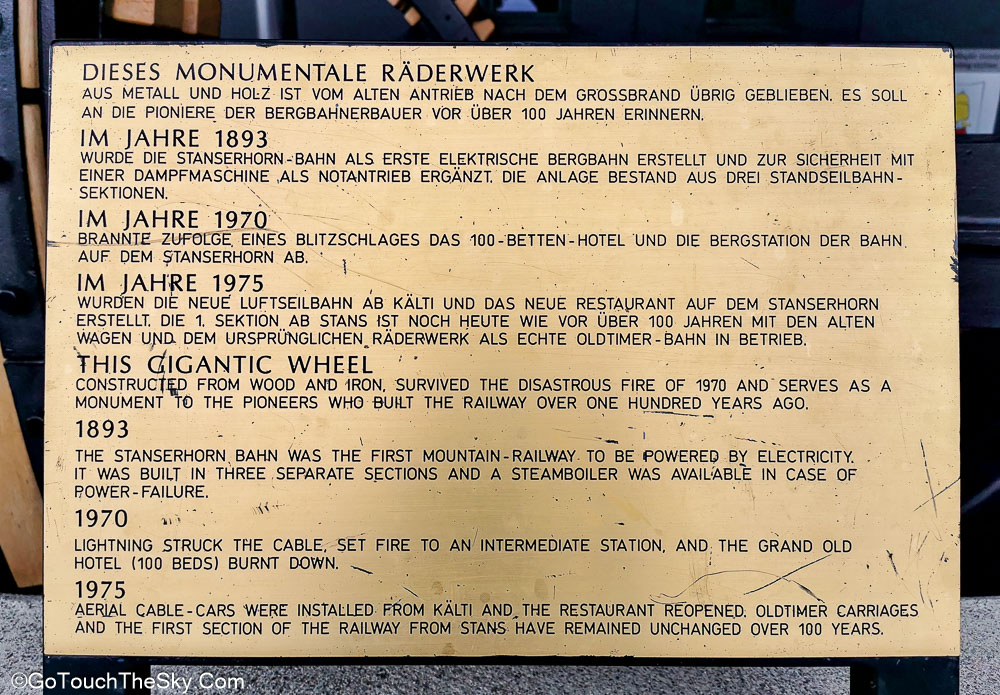 DIESES MONUMENTALE RÄDERWERK
AUS METALL UND HOLZ IST VOM ALTEN ANTRIEB NACH DEM GROSSBRAND ÜBRIG GEBLIEBEN. ES SOLL
AN DIE PIONIERE DER BERGBAHNERBAUER VOR ÜBER 100 JAHREN ERINNERN.
IM JAHRE 1893
WURDE DIE STANSERHORN-BAHN ALS ERSTE ELEKTRISCHE BERGBAHN ERSTELLT UND ZUR SICHERHEIT MIT
EINER DAMPFMASCHINE ALS NOTANTRIEB ERGÄNZT. DIE ANLAGE BESTAND AUS DREI STANDSEILBAHN-
SEKTIONEN.
IM JAHRE 1970
BRANNTE ZUFOLGE EINES BLITZSCHLAGES DAS 100-BETTEN-HOTEL UND DIE BERGSTATION DER BAHN
AUF DEM STANSERHORN AB.
IM JAHRE 1975
WURDEN DIE NEUE LUFTSEILBAHN AB KÄLTI UND DAS NEUE RESTAURANT AUF DEM STANSERHORN
ERSTELLT. DIE 1. SEKTION AB STANS IST NOCH HEUTE WIE VOR ÜBER 100 JAHREN MIT DEN ALTEN
WAGEN UND DEM URSPRÜNGLICHEN RÄDERWERK ALS ECHTE OLDTIMER-BAHN IN BETRIEB.
THIS GIGANTIC WHEEL
CONSTRUCTED FROM WOOD AND IRON, SURVIVED THE DISASTROUS FIRE OF 1970 AND SERVES AS A
MONUMENT TO THE PIONEERS WHO BUILT THE RAILWAY OVER ONE HUNDRED YEARS AGO.
1893
THE STANSERHORN BAHN WAS THE FIRST MOUNTAIN-RAILWAY TO BE POWERED BY ELECTRICITY.
IT WAS BUILT IN THREE SEPARATE SECTIONS AND A STEAMBOILER WAS AVAILABLE IN CASE OF
POWER-FAILURE.
1970
LIGHTNING STRUCK THE CABLE, SET FIRE TO AN INTERMEDIATE STATION, AND THE GRAND OLD
HOTEL (100 BEDS) BURNT DOWN.
1975
AERIAL CABLE-CARS WERE INSTALLED FROM KÄLTI AND THE RESTAURANT REOPENED. OLDTIMER CARRIAGES
AND THE FIRST SECTION OF THE RAILWAY FROM STANS HAVE REMAINED UNCHANGED OVER 100 YEARS.
©GoTouchTheSky.Com